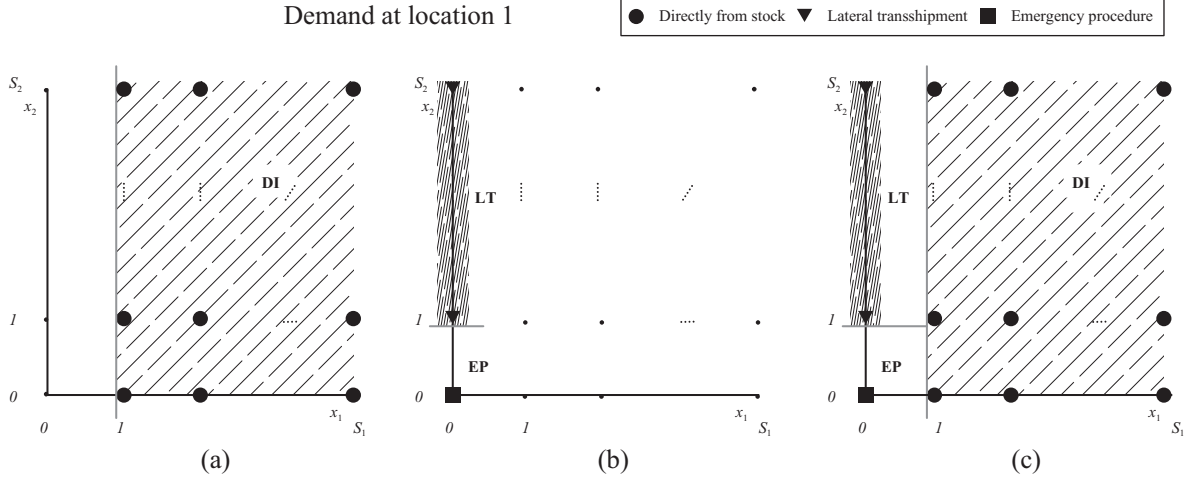 Demand at location 1
Directly from stock Lateral transshipment Emergency procedure
S₂
x₂
DI
1
0
x₁
0 1 S₁
(a)
S₂
x₂
LT
1
EP
0
x₁
0 1 S₁
(b)
S₂
x₂
LT DI
1
EP
0
x₁
0 1 S₁
(c)